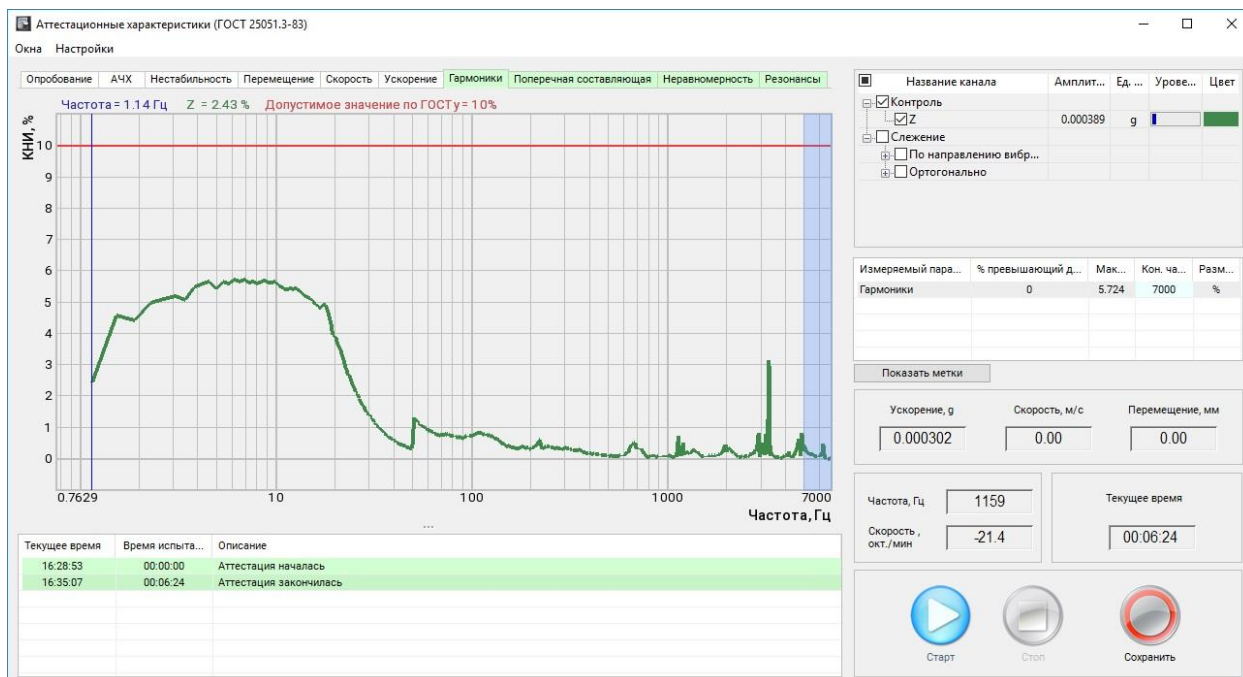 Аттестационные характеристики (ГОСТ 25051.3-83)
Окна Настройки
Опробование АЧХ Нестабильность Перемещение Скорость Ускорение Гармоники Поперечная составляющая Неравномерность Резонансы
Частота = 1.14 Гц Z = 2.43 % Допустимое значение по ГОСТу = 10%
КНИ, %
10
9
8
7
6
5
4
3
2
1
0
0.7629 10 100 1000 7000
Частота, Гц
...
Текущее время Время испыта... Описание
16:28:53 00:00:00 Аттестация началась
16:35:07 00:06:24 Аттестация закончилась
Название канала Амплит... Ед. ... Урове... Цвет
Контроль
Z 0.000389 g
Слежение
По направлению вибр...
Ортогонально
Измеряемый пара... % превышающий д... Мак... Кон. ча... Разм...
Гармоники 0 5.724 7000 %
Показать метки
Ускорение, g Скорость, м/с Перемещение, мм
0.000302 0.00 0.00
Частота, Гц 1159
Скорость , окт./мин -21.4
Текущее время
00:06:24
Старт Стоп Сохранить